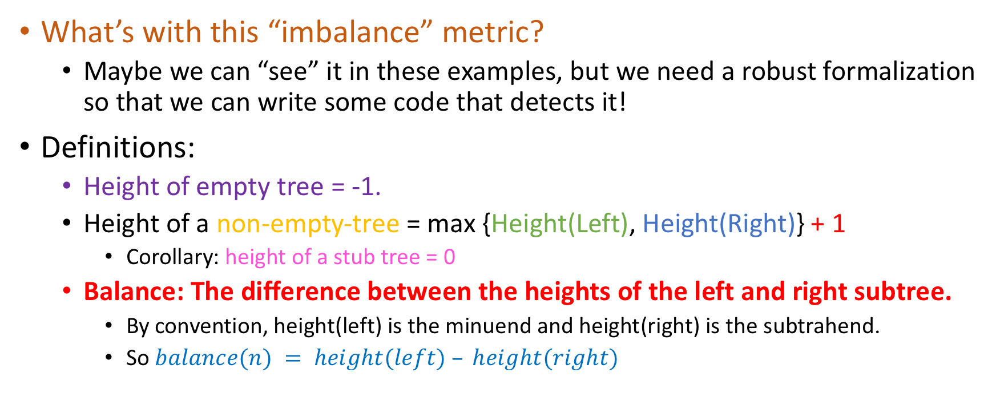 • What’s with this “imbalance” metric?
• Maybe we can “see” it in these examples, but we need a robust formalization
so that we can write some code that detects it!
• Definitions:
• Height of empty tree = -1.
• Height of a non-empty-tree = max {Height(Left), Height(Right)} + 1
• Corollary: height of a stub tree = 0
• Balance: The difference between the heights of the left and right subtree.
• By convention, height(left) is the minuend and height(right) is the subtrahend.
• So balance(n) = height(left) – height(right)